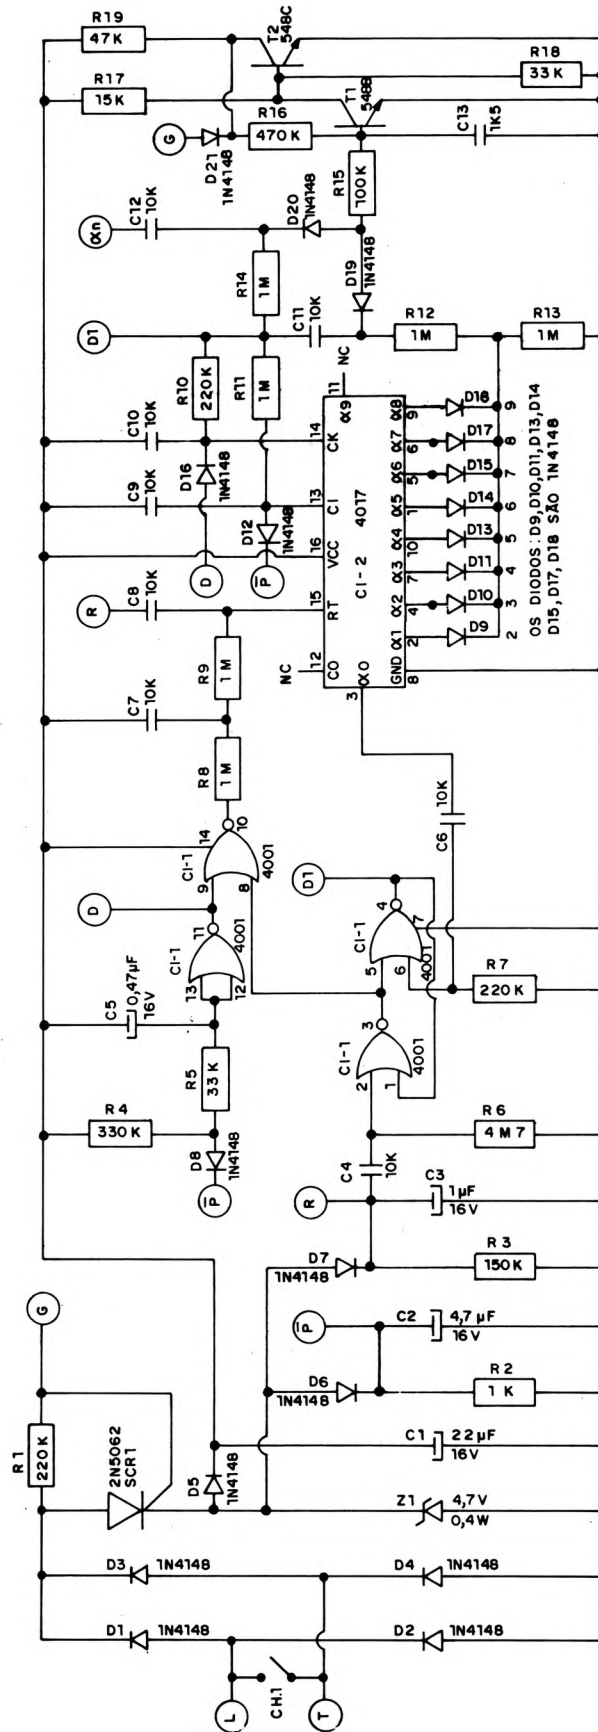 L
T
CH.1
D1
1N4148
D2
1N4148
D3
1N4148
D4
1N4148
R1
220K
G
2N5062
SCR1
D5
1N4148
Z1
4,7V
0,4W
C1
22µF
16V
D6
1N4148
R2
1K
P̅
C2
4,7µF
16V
D7
1N4148
R3
150K
R
C3
1µF
16V
C4
10K
R6
4M7
P̅
D8
1N4148
R4
330K
R5
33K
C5
0,47µF
16V
13
12
CI-1
11
4001
D
2
1
CI-1
3
4001
5
6
CI-1
4
7
4001
D1
R7
220K
C6
10K
9
8
CI-1
14
10
4001
R8
1M
C7
10K
R9
1M
R
C8
10K
NC
12
15
16
13
14
11
NC
CO
RT
VCC
CI
CK
α9
3
αO
CI-2
4017
GND
α1
α2
α3
α4
α5
α6
α7
α8
8
2
4
7
10
1
5
6
9
D9
D10
D11
D13
D14
D15
D17
D18
2
3
4
5
6
7
8
9
OS DIODOS: D9,D10,D11,D13,D14
D15, D17, D18 SÃO 1N4148
P̅
D12
1N4148
D
D16
1N4148
C9
10K
C10
10K
R10
220K
R11
1M
D1
C11
10K
R12
1M
R13
1M
R14
1M
αn
C12
10K
D20
1N4148
D19
1N4148
R15
100K
G
D21
1N4148
R16
470K
T1
548B
C13
1K5
R17
15K
R19
47K
T2
548C
R18
33K